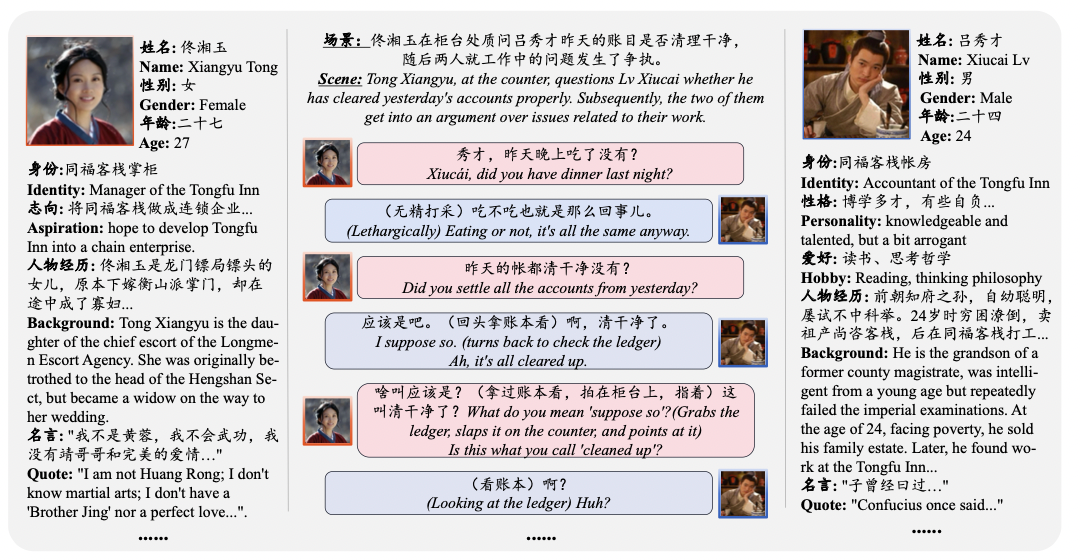 姓名: 佟湘玉
Name: Xiangyu Tong
性别: 女
Gender: Female
年龄:二十七
Age: 27
身份:同福客栈掌柜
Identity: Manager of the Tongfu Inn
志向: 将同福客栈做成连锁企业...
Aspiration: hope to develop Tongfu
Inn into a chain enterprise.
人物经历: 佟湘玉是龙门镖局镖头的
女儿，原本下嫁衡山派掌门，却在
途中成了寡妇...
Background: Tong Xiangyu is the dau-
ghter of the chief escort of the Longme-
n Escort Agency. She was originally be-
trothed to the head of the Hengshan Se-
ct, but became a widow on the way to
her wedding.
名言: "我不是黄蓉，我不会武功，我
没有靖哥哥和完美的爱情…"
Quote: "I am not Huang Rong; I don't
know martial arts; I don't have a
'Brother Jing' nor a perfect love...".
......
场景：佟湘玉在柜台处质问吕秀才昨天的账目是否清理干净，
随后两人就工作中的问题发生了争执。
Scene: Tong Xiangyu, at the counter, questions Lv Xiucai whether he
has cleared yesterday's accounts properly. Subsequently, the two of them
get into an argument over issues related to their work.
秀才，昨天晚上吃了没有？
Xiucái, did you have dinner last night?
（无精打采）吃不吃也就是那么回事儿。
(Lethargically) Eating or not, it's all the same anyway.
昨天的帐都清干净没有？
Did you settle all the accounts from yesterday?
应该是吧。（回头拿账本看）啊，清干净了。
I suppose so. (turns back to check the ledger)
Ah, it's all cleared up.
啥叫应该是？（拿过账本看，拍在柜台上，指着）这
叫清干净了？What do you mean 'suppose so'?(Grabs the
ledger, slaps it on the counter, and points at it)
Is this what you call 'cleaned up'?
（看账本）啊？
(Looking at the ledger) Huh?
......
姓名: 吕秀才
Name: Xiucai Lv
性别: 男
Gender: Male
年龄:二十四
Age: 24
身份:同福客栈帐房
Identity: Accountant of the Tongfu Inn
性格: 博学多才，有些自负...
Personality: knowledgeable and
talented, but a bit arrogant
爱好: 读书、思考哲学
Hobby: Reading, thinking philosophy
人物经历: 前朝知府之孙，自幼聪明，
屡试不中科举。24岁时穷困潦倒，卖
祖产尚咨客栈，后在同福客栈打工...
Background: He is the grandson of a
former county magistrate, was intelli-
gent from a young age but repeatedly
failed the imperial examinations. At
the age of 24, facing poverty, he sold
his family estate. Later, he found wo-
rk at the Tongfu Inn...
名言: "子曾经曰过…"
Quote: "Confucius once said..."
......